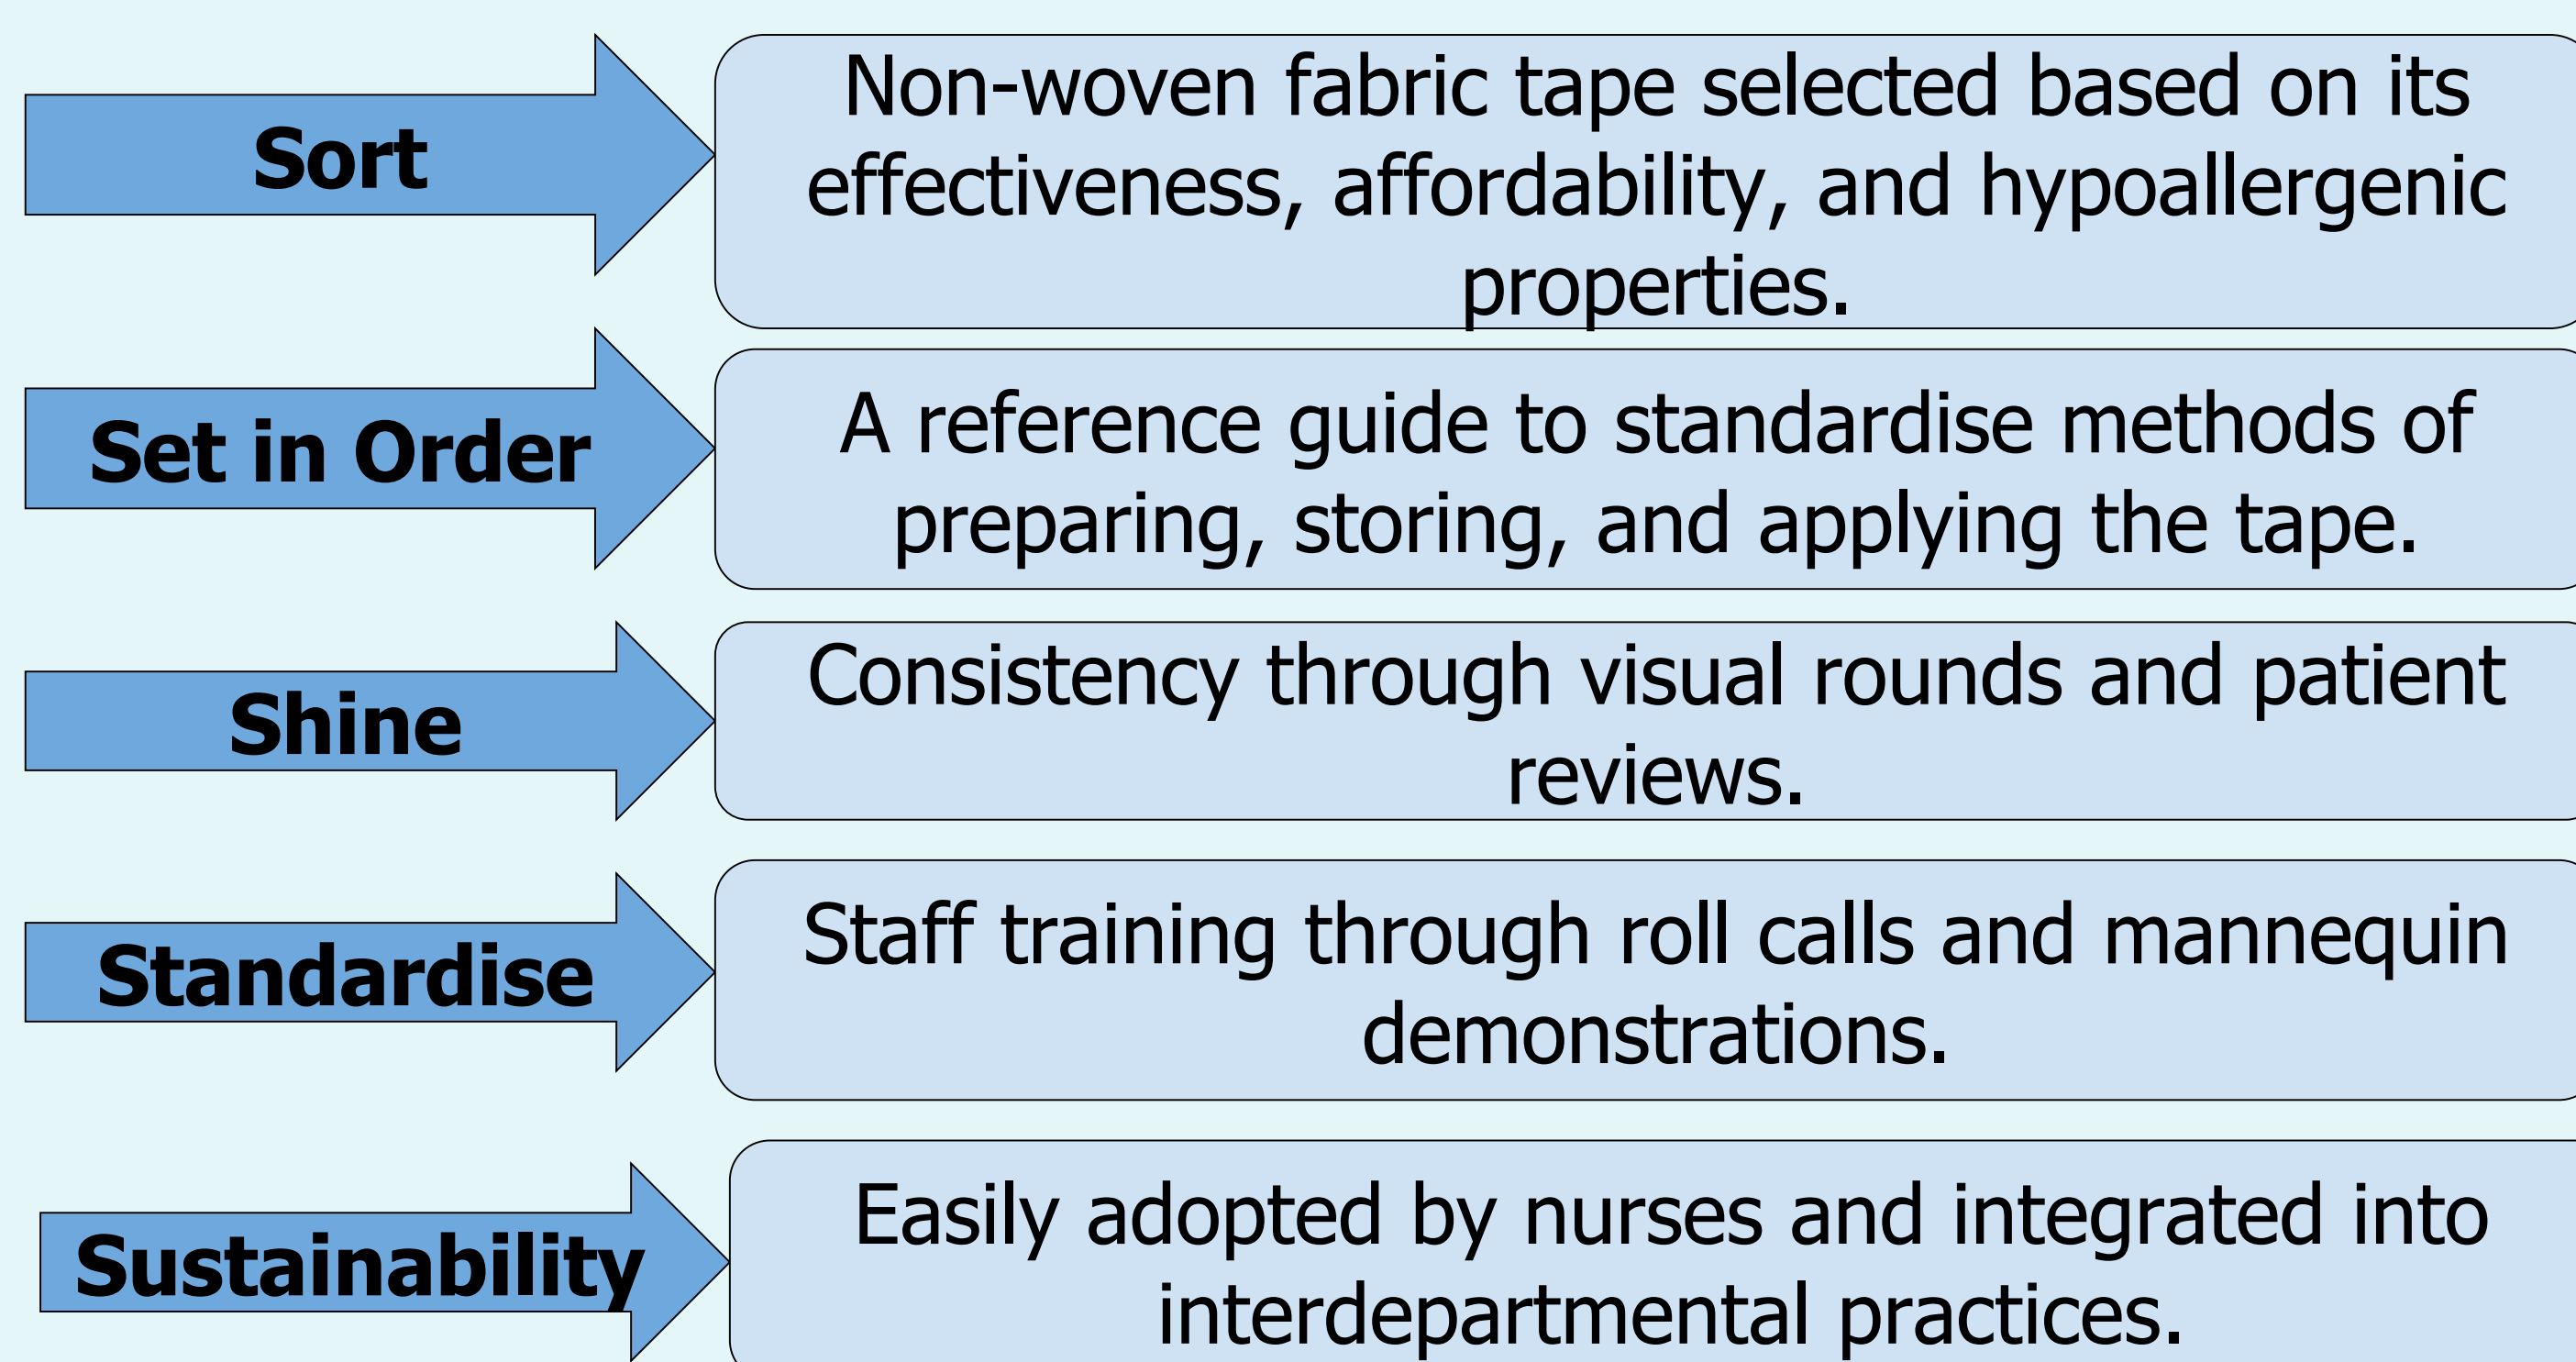 Sort
Non-woven fabric tape selected based on its
effectiveness, affordability, and hypoallergenic
properties.
Set in Order
A reference guide to standardise methods of
preparing, storing, and applying the tape.
Shine
Consistency through visual rounds and patient
reviews.
Standardise
Staff training through roll calls and mannequin
demonstrations.
Sustainability
Easily adopted by nurses and integrated into
interdepartmental practices.